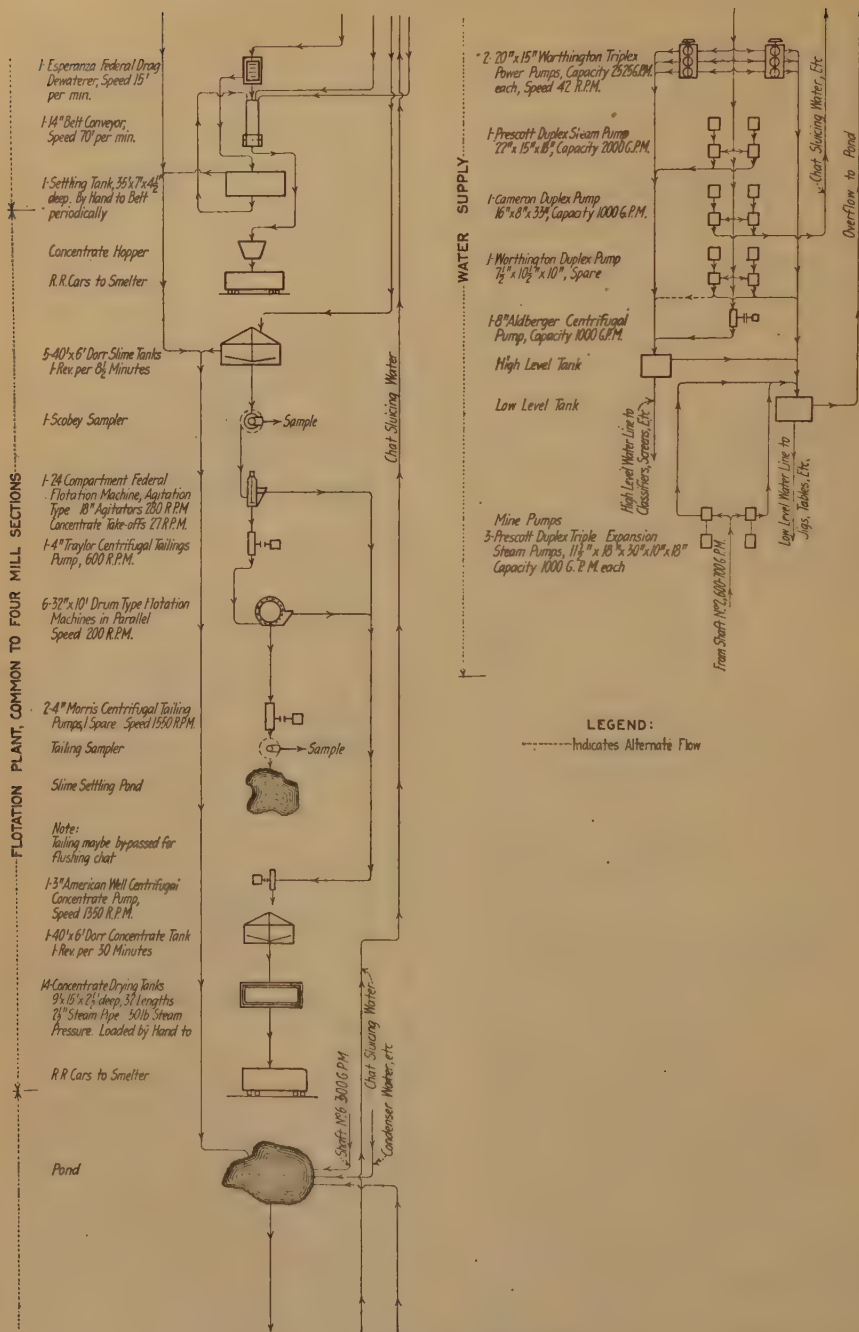 FLOTATION PLANT, COMMON TO FOUR MILL SECTIONS
1-Esperanza Federal Drag
Dewaterer, Speed 15'
per min.
1-14" Belt Conveyor,
Speed 70' per min.
1-Settling Tank, 35'x7'x4½'
deep. By Hand to Belt
periodically
Concentrate Hopper
R.R. Cars to Smelter
5-40'x6' Dorr Slime Tanks
1-Rev. per 8½ Minutes
1-Scobey Sampler
Sample
1-24 Compartment Federal
Flotation Machine, Agitation
Type 18" Agitators 280 R.P.M
Concentrate Take-offs 27 R.P.M.
1-4" Traylor Centrifugal Tailings
Pump, 600 R.P.M.
6-32"x10' Drum Type Flotation
Machines in Parallel
Speed 200 R.P.M.
2-4" Morris Centrifugal Tailing
Pumps, 1 Spare Speed 1550 R.P.M.
Tailing Sampler
Sample
Slime Settling Pond
Note:
Tailing maybe by-passed for
flushing chat
1-3" American Well Centrifugal
Concentrate Pump,
Speed 1350 R.P.M.
1-40'x6' Dorr Concentrate Tank
1-Rev. per 30 Minutes
14-Concentrate Drying Tanks
9'x15'x2½' deep, 32 Lengths
2½" Steam Pipe 50lb Steam
Pressure. Loaded by Hand to
R R Cars to Smelter
Pond
Chat Sluicing Water
Shaft Nº6 300 G.P.M
Chat Sluicing Water
Condenser Water, etc
WATER SUPPLY
2-20"x15" Worthington Triplex
Power Pumps, Capacity 2525 G.P.M.
each, Speed 42 R.P.M.
1-Prescott Duplex Steam Pump
27"x15"x18", Capacity 2000 G.P.M.
1-Cameron Duplex Pump
16"x8"x33", Capacity 1000 G.P.M.
1-Worthington Duplex Pump
7½"x10½"x10", Spare
1-8" Aldberger Centrifugal
Pump, Capacity 1000 G.P.M.
High Level Tank
Low Level Tank
Mine Pumps
3-Prescott Duplex Triple Expansion
Steam Pumps, 11½"x18"x30"x10"x18"
Capacity 1000 G.P.M. each
Chat Sluicing Water, Etc
Overflow to Pond
High Level Water Line to
Classifiers, Screens, Etc
Low Level Water Line to
Jigs, Tables, Etc.
From Shaft Nº2, 600-700 G.P.M.
LEGEND:
Indicates Alternate Flow